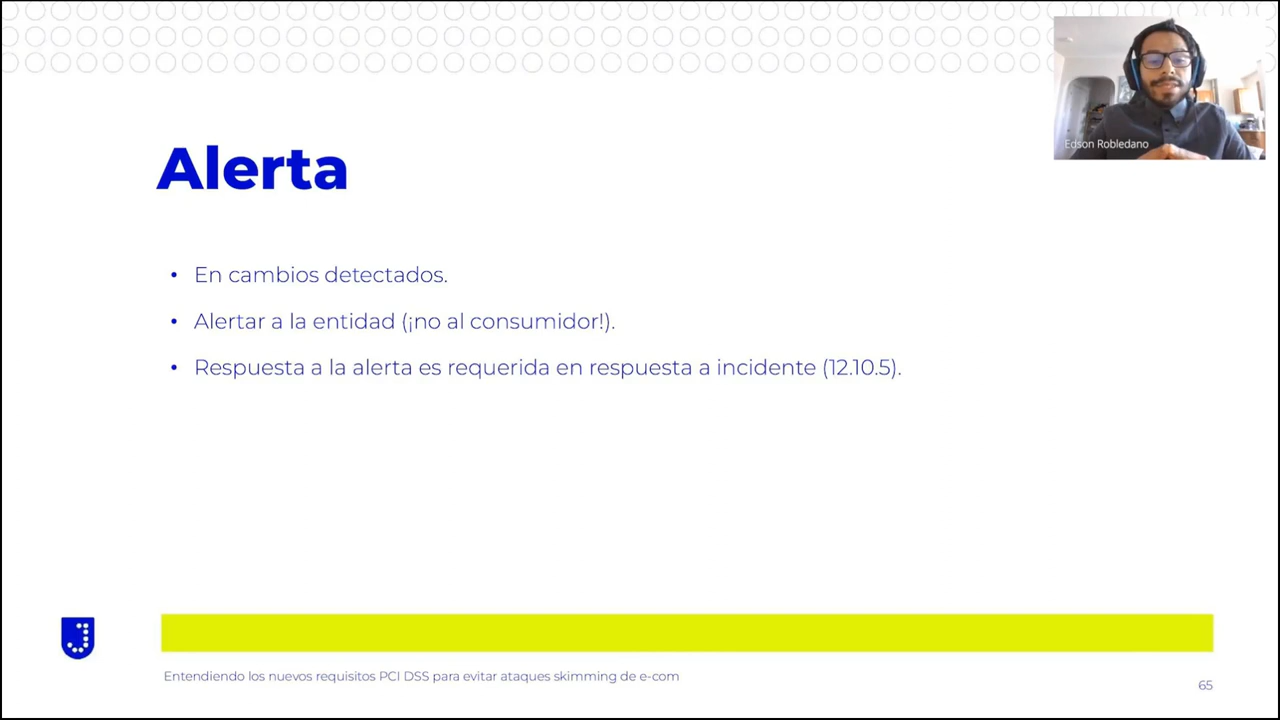 Edson Robledano
Alerta
• En cambios detectados.
• Alertar a la entidad (¡no al consumidor!).
• Respuesta a la alerta es requerida en respuesta a incidente (12.10.5).
Entendiendo los nuevos requisitos PCI DSS para evitar ataques skimming de e-com
65